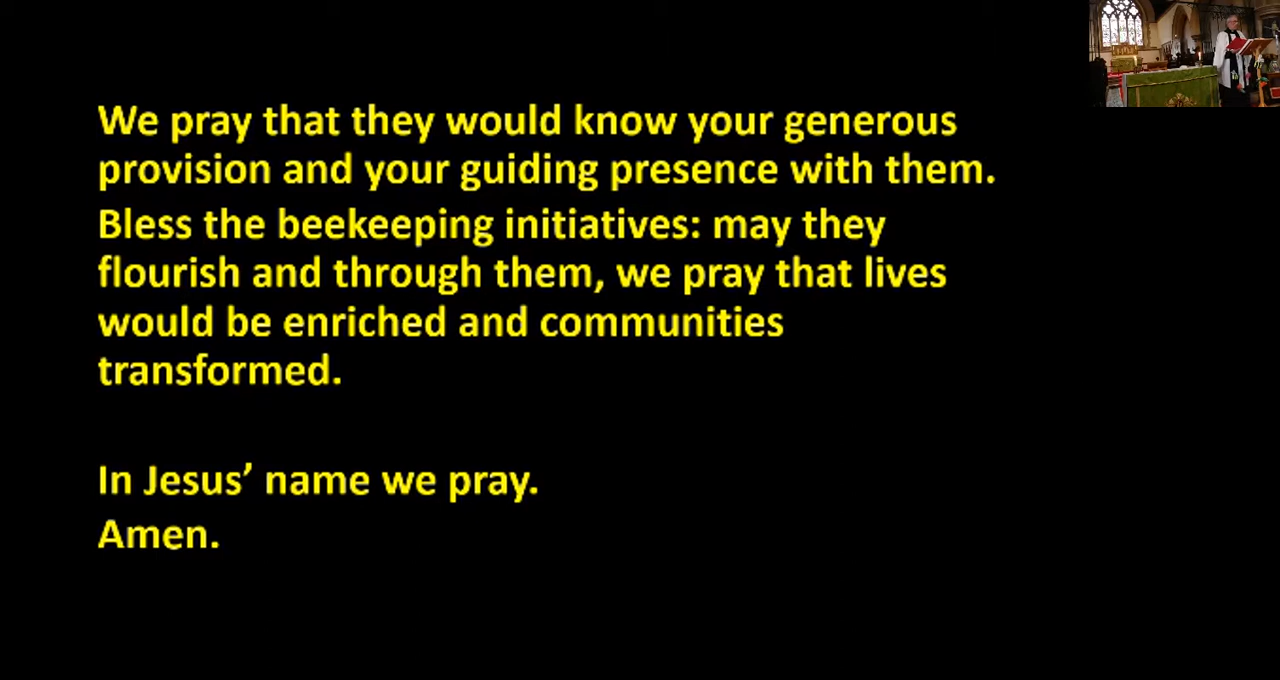 We pray that they would know your generous
provision and your guiding presence with them.
Bless the beekeeping initiatives: may they
flourish and through them, we pray that lives
would be enriched and communities
transformed.
In Jesus’ name we pray.
Amen.